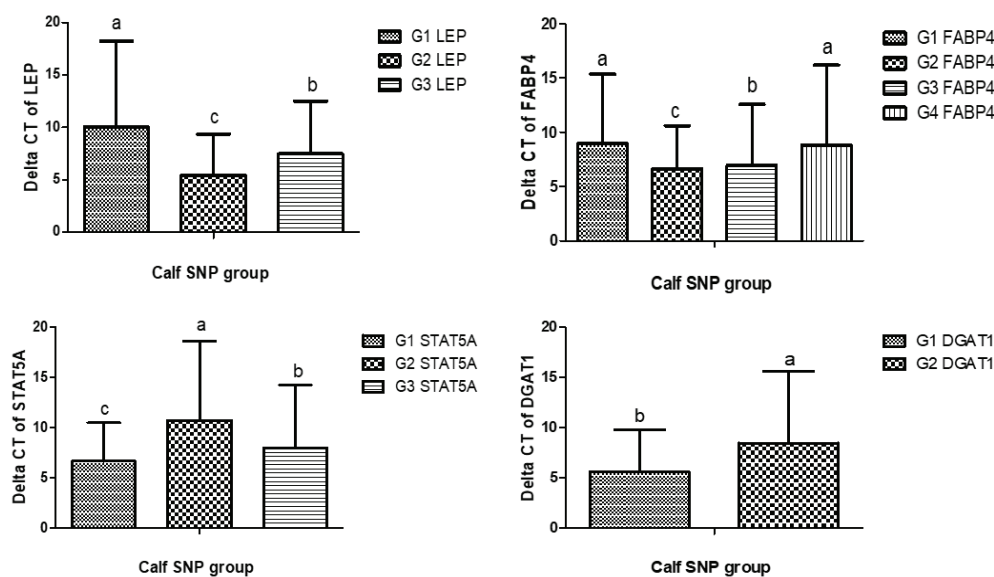 20
15
10
5
0
Delta CT of LEP
a
c
b
Calf SNP group
G1 LEP
G2 LEP
G3 LEP
20
15
10
5
0
Delta CT of FABP4
a
c
b
a
Calf SNP group
G1 FABP4
G2 FABP4
G3 FABP4
G4 FABP4
20
15
10
5
0
Delta CT of STAT5A
c
a
b
Calf SNP group
G1 STAT5A
G2 STAT5A
G3 STAT5A
20
15
10
5
0
Delta CT of DGAT1
b
a
Calf SNP group
G1 DGAT1
G2 DGAT1